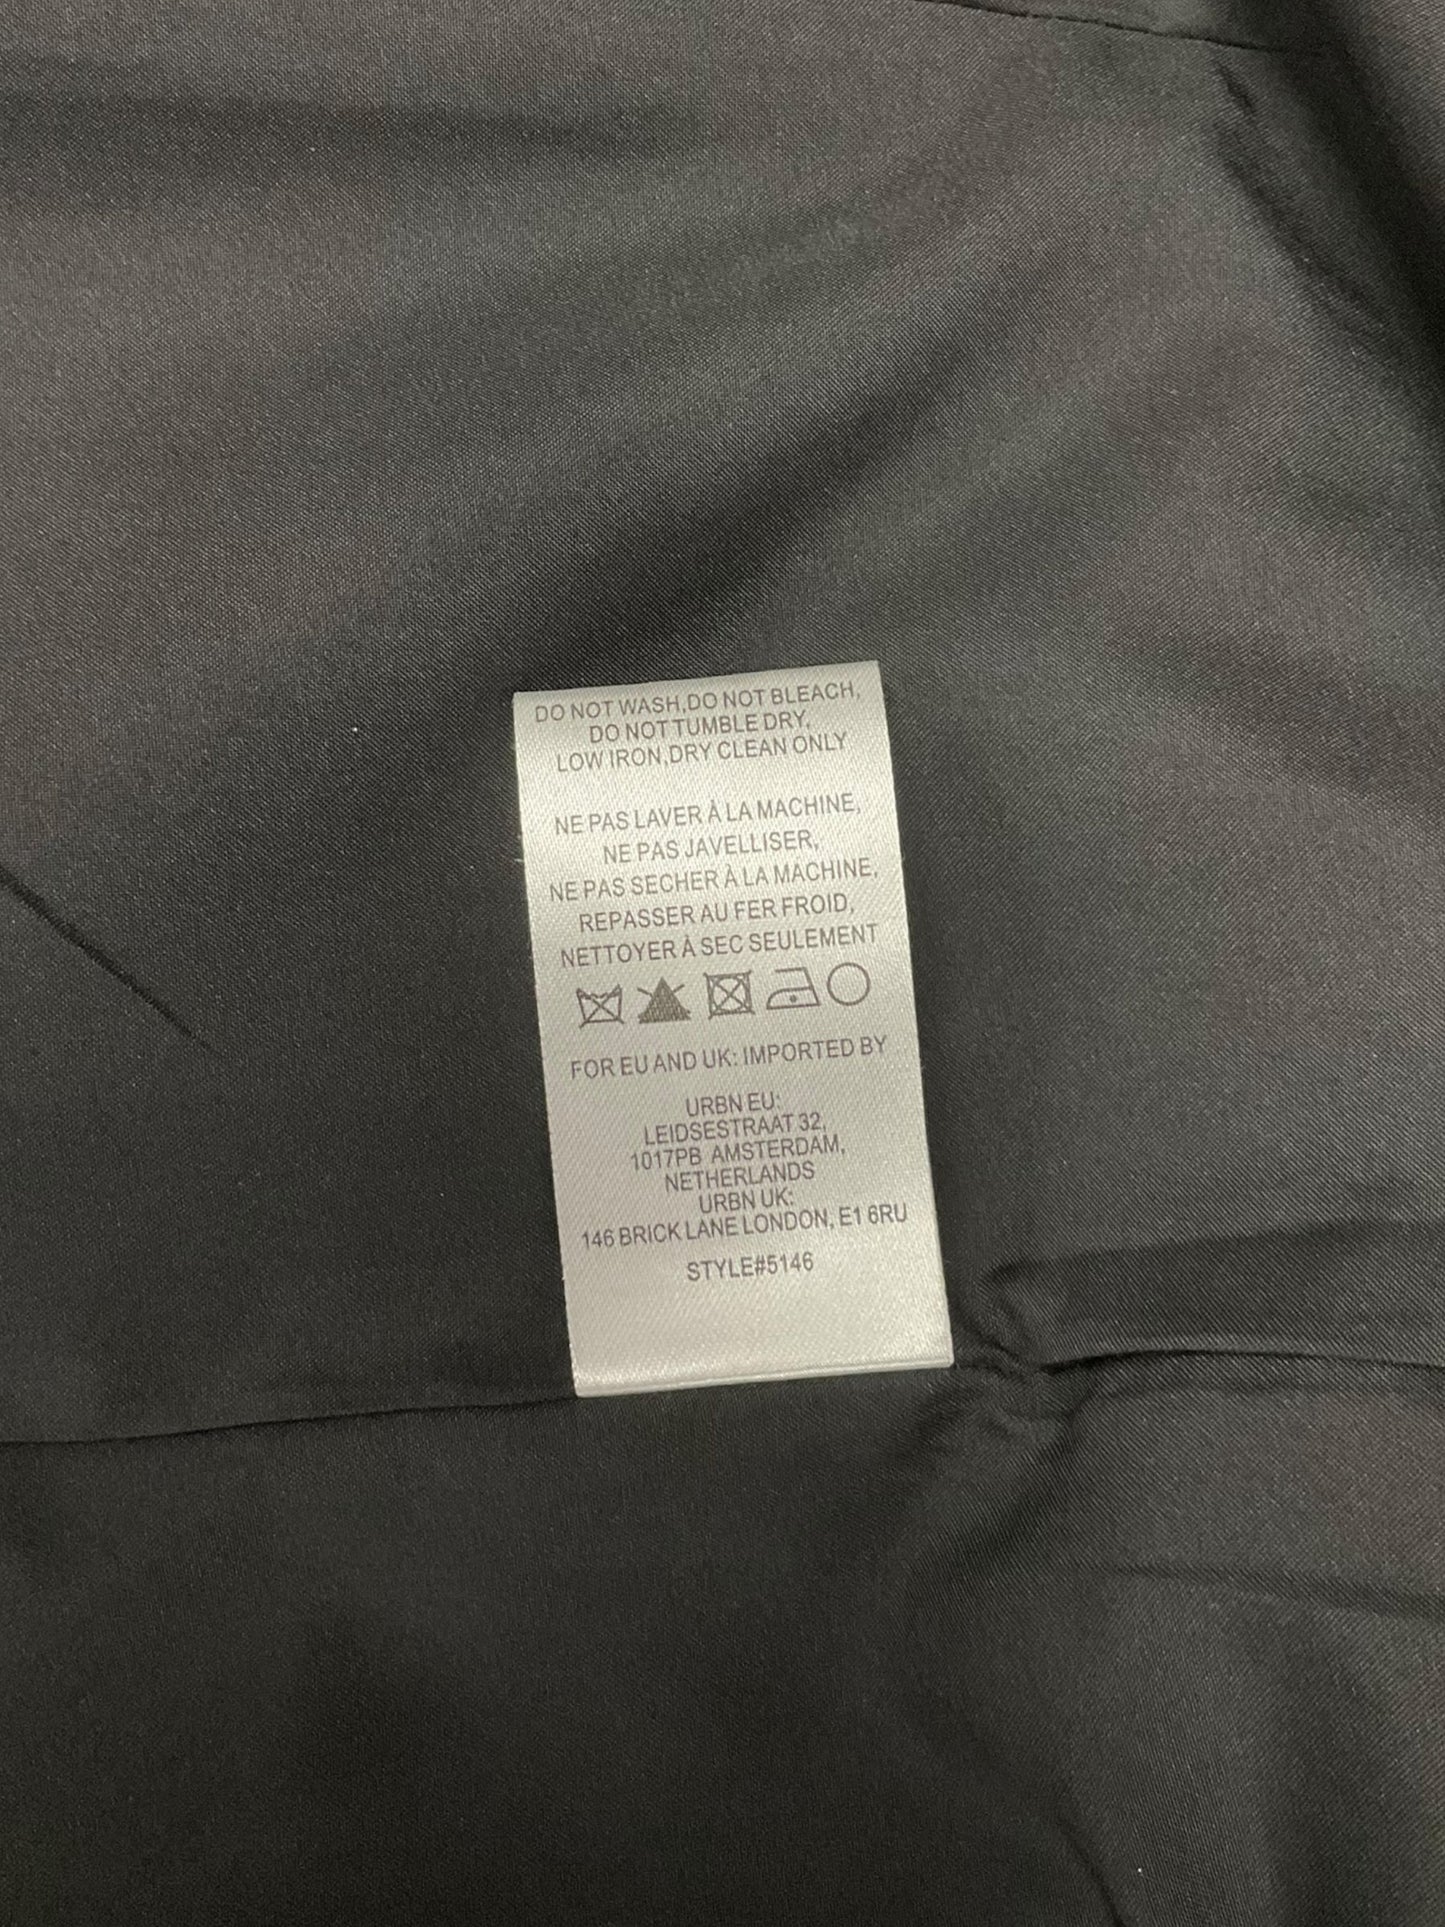 DO NOT WASH,DO NOT BLEACH,
DO NOT TUMBLE DRY,
LOW IRON,DRY CLEAN ONLY
NE PAS LAVER À LA MACHINE,
NE PAS JAVELLISER,
NE PAS SECHER À LA MACHINE,
REPASSER AU FER FROID,
NETTOYER À SEC SEULEMENT
FOR EU AND UK: IMPORTED BY
URBN EU:
LEIDSESTRAAT 32,
1017PB AMSTERDAM,
NETHERLANDS
URBN UK:
146 BRICK LANE LONDON, E1 6RU
STYLE#5146